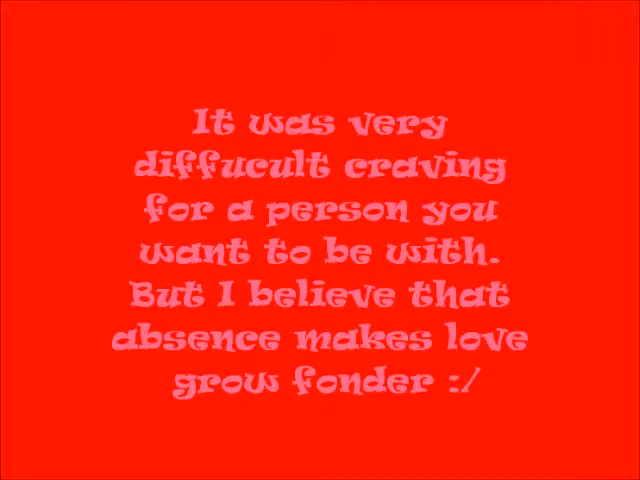 It was very
diffucult craving
for a person you
want to be with.
But I believe that
absence makes love
grow fonder :/